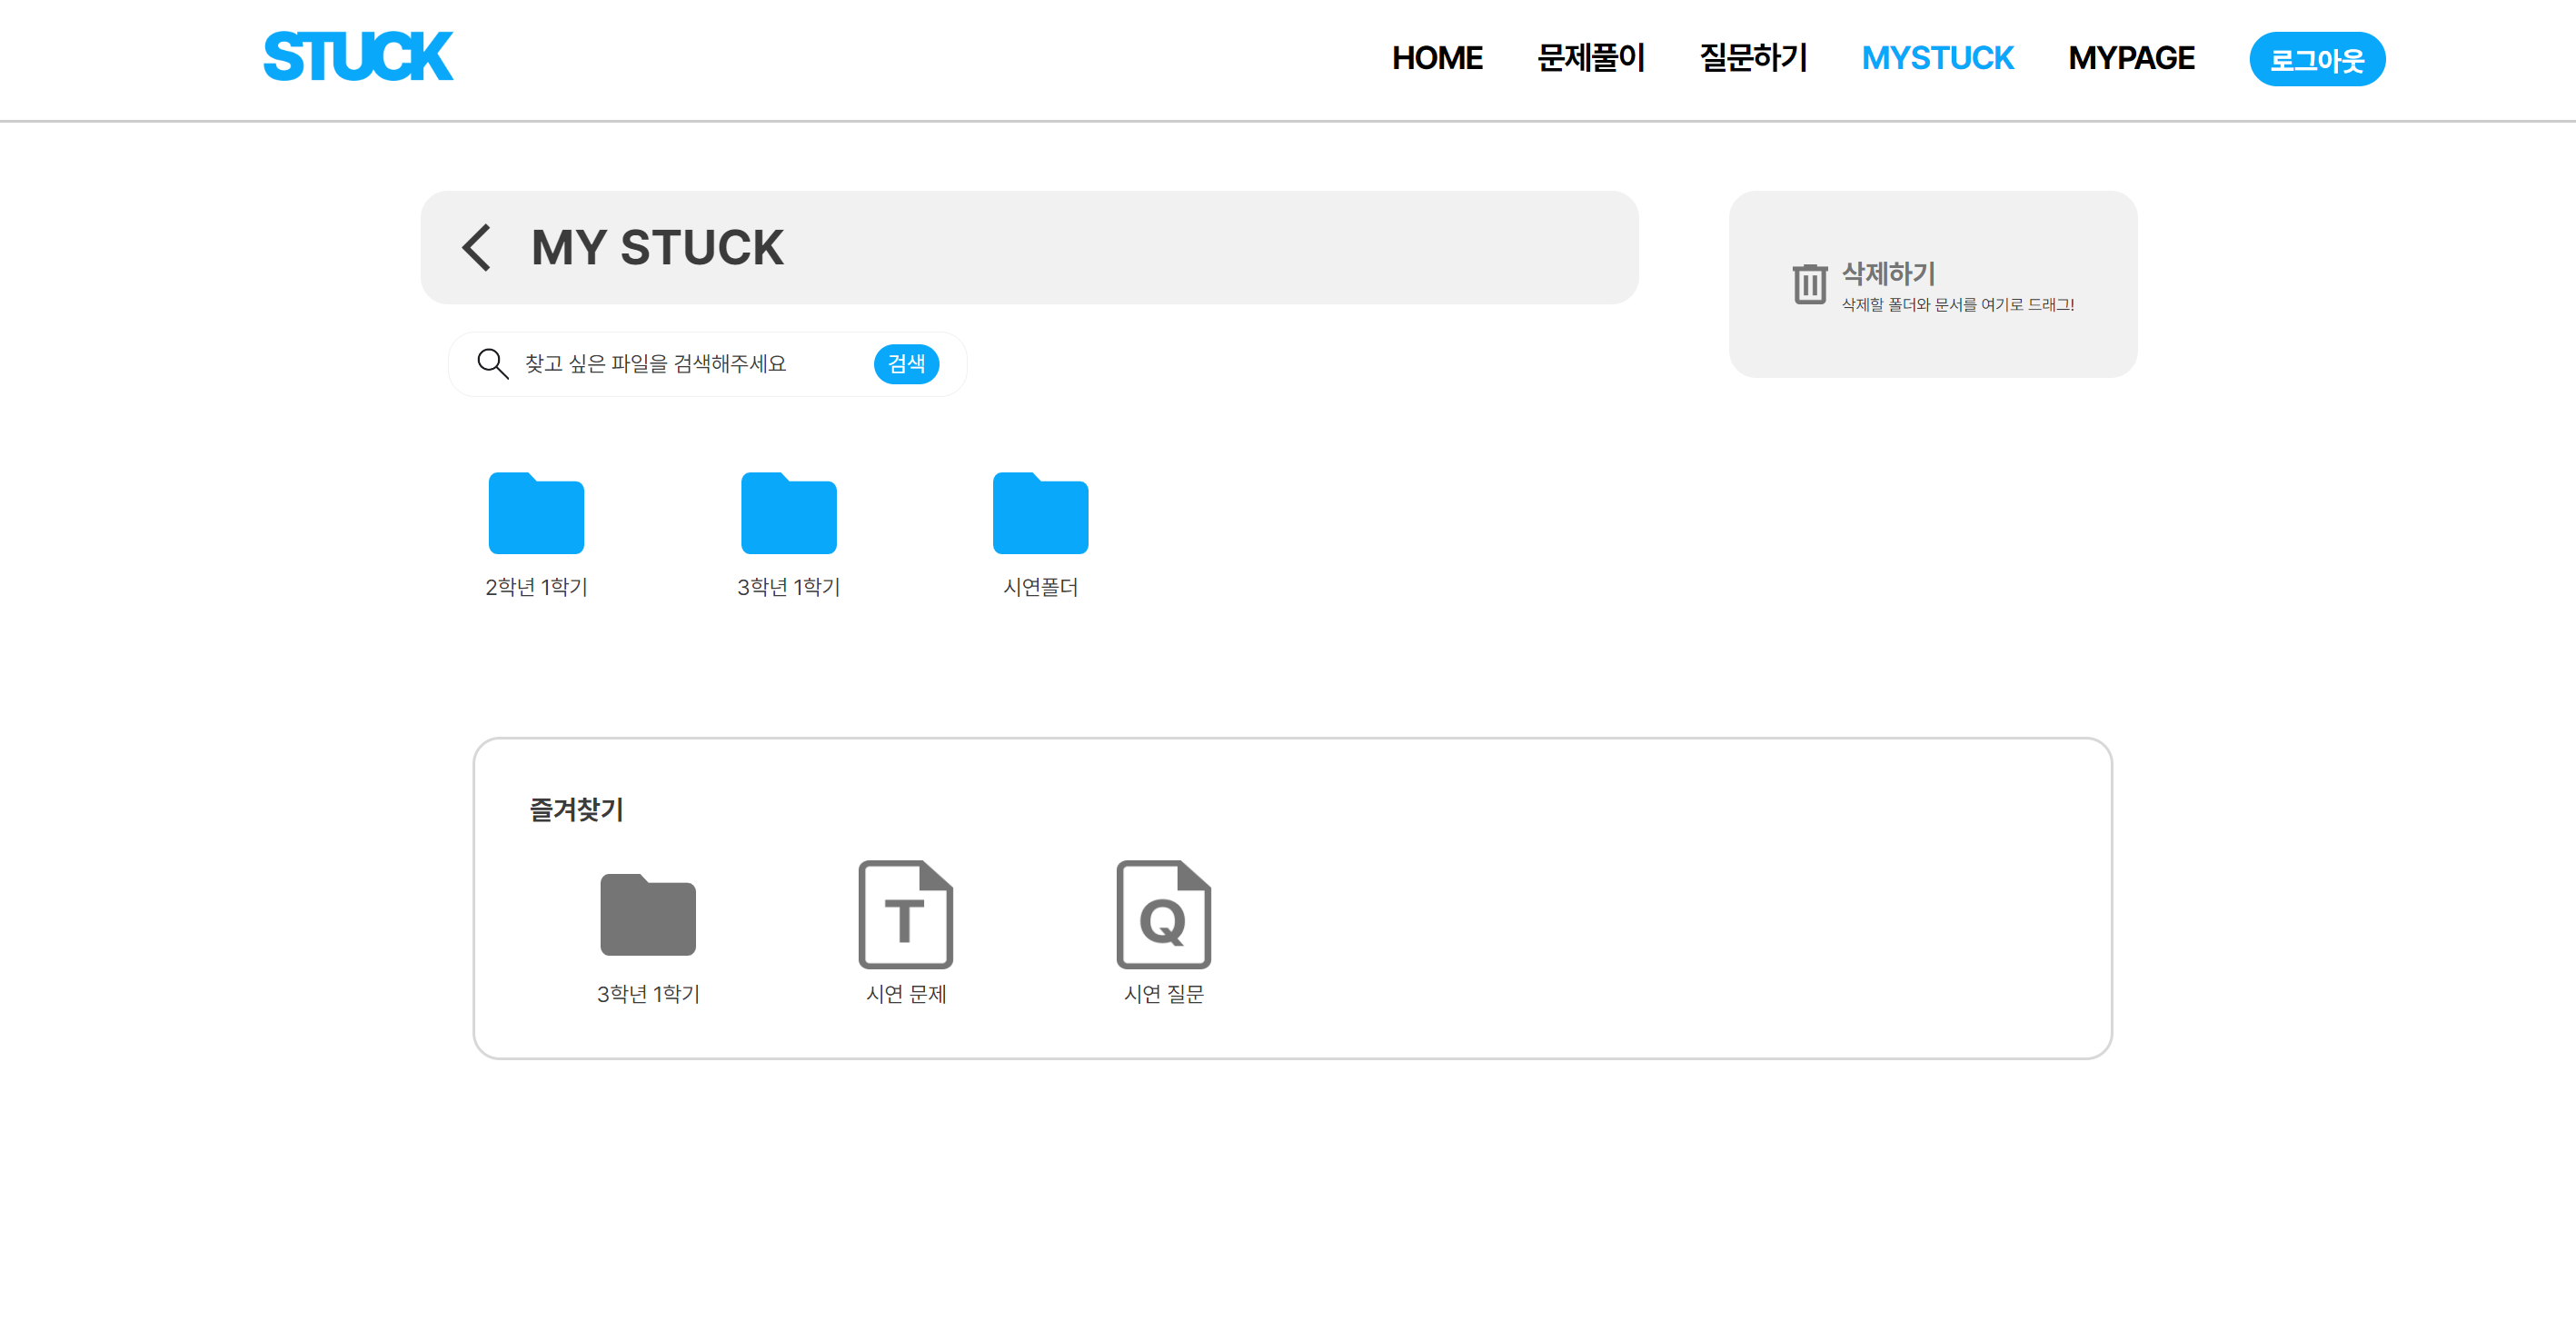 STUCK
HOME 문제풀이 질문하기 MYSTUCK MYPAGE 로그아웃
MY STUCK
삭제하기
삭제할 폴더와 문서를 여기로 드래그!
찾고 싶은 파일을 검색해주세요 검색
2학년 1학기 3학년 1학기 시연폴더
즐겨찾기
T Q
3학년 1학기 시연 문제 시연 질문